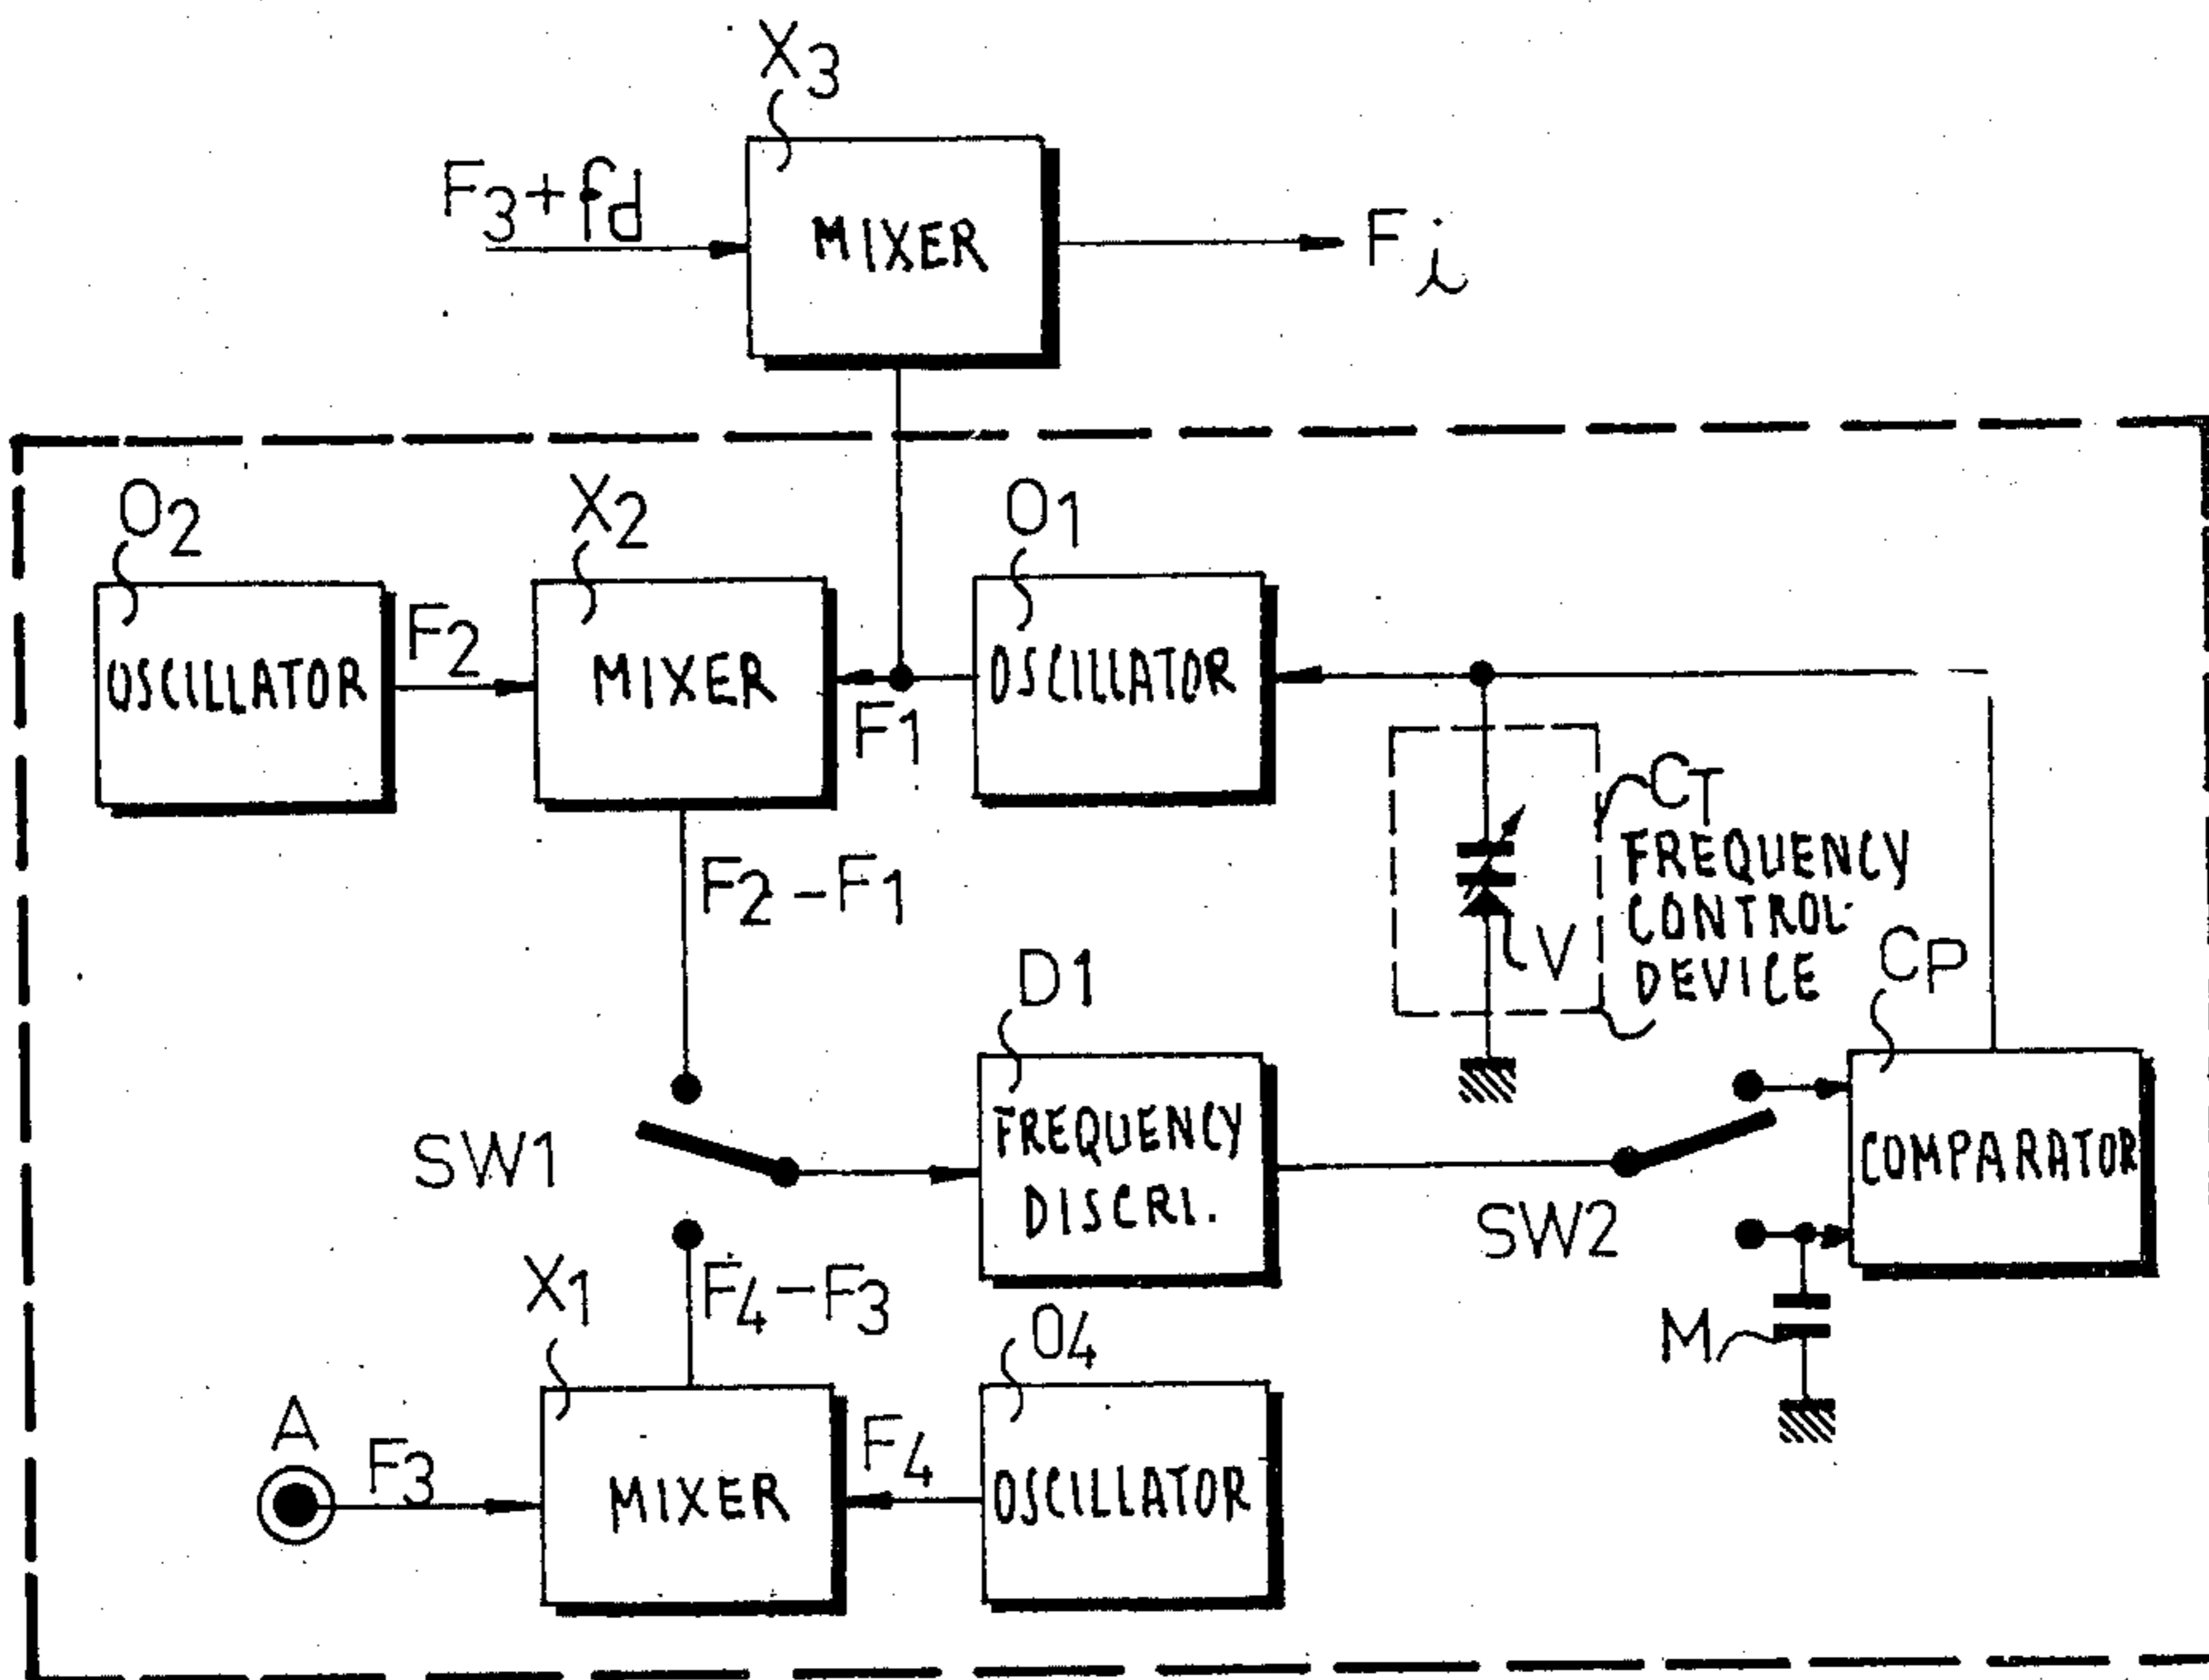 X3
F3+fd
MIXER
Fi
O2
X2
O1
OSCILLATOR
F2
MIXER
F1
OSCILLATOR
CT
FREQUENCY
CONTROL
DEVICE
V
F2-F1
D1
CP
SW1
FREQUENCY
DISCRI.
SW2
COMPARATOR
X1
F4-F3
O4
M
A
F3
MIXER
F4
OSCILLATOR